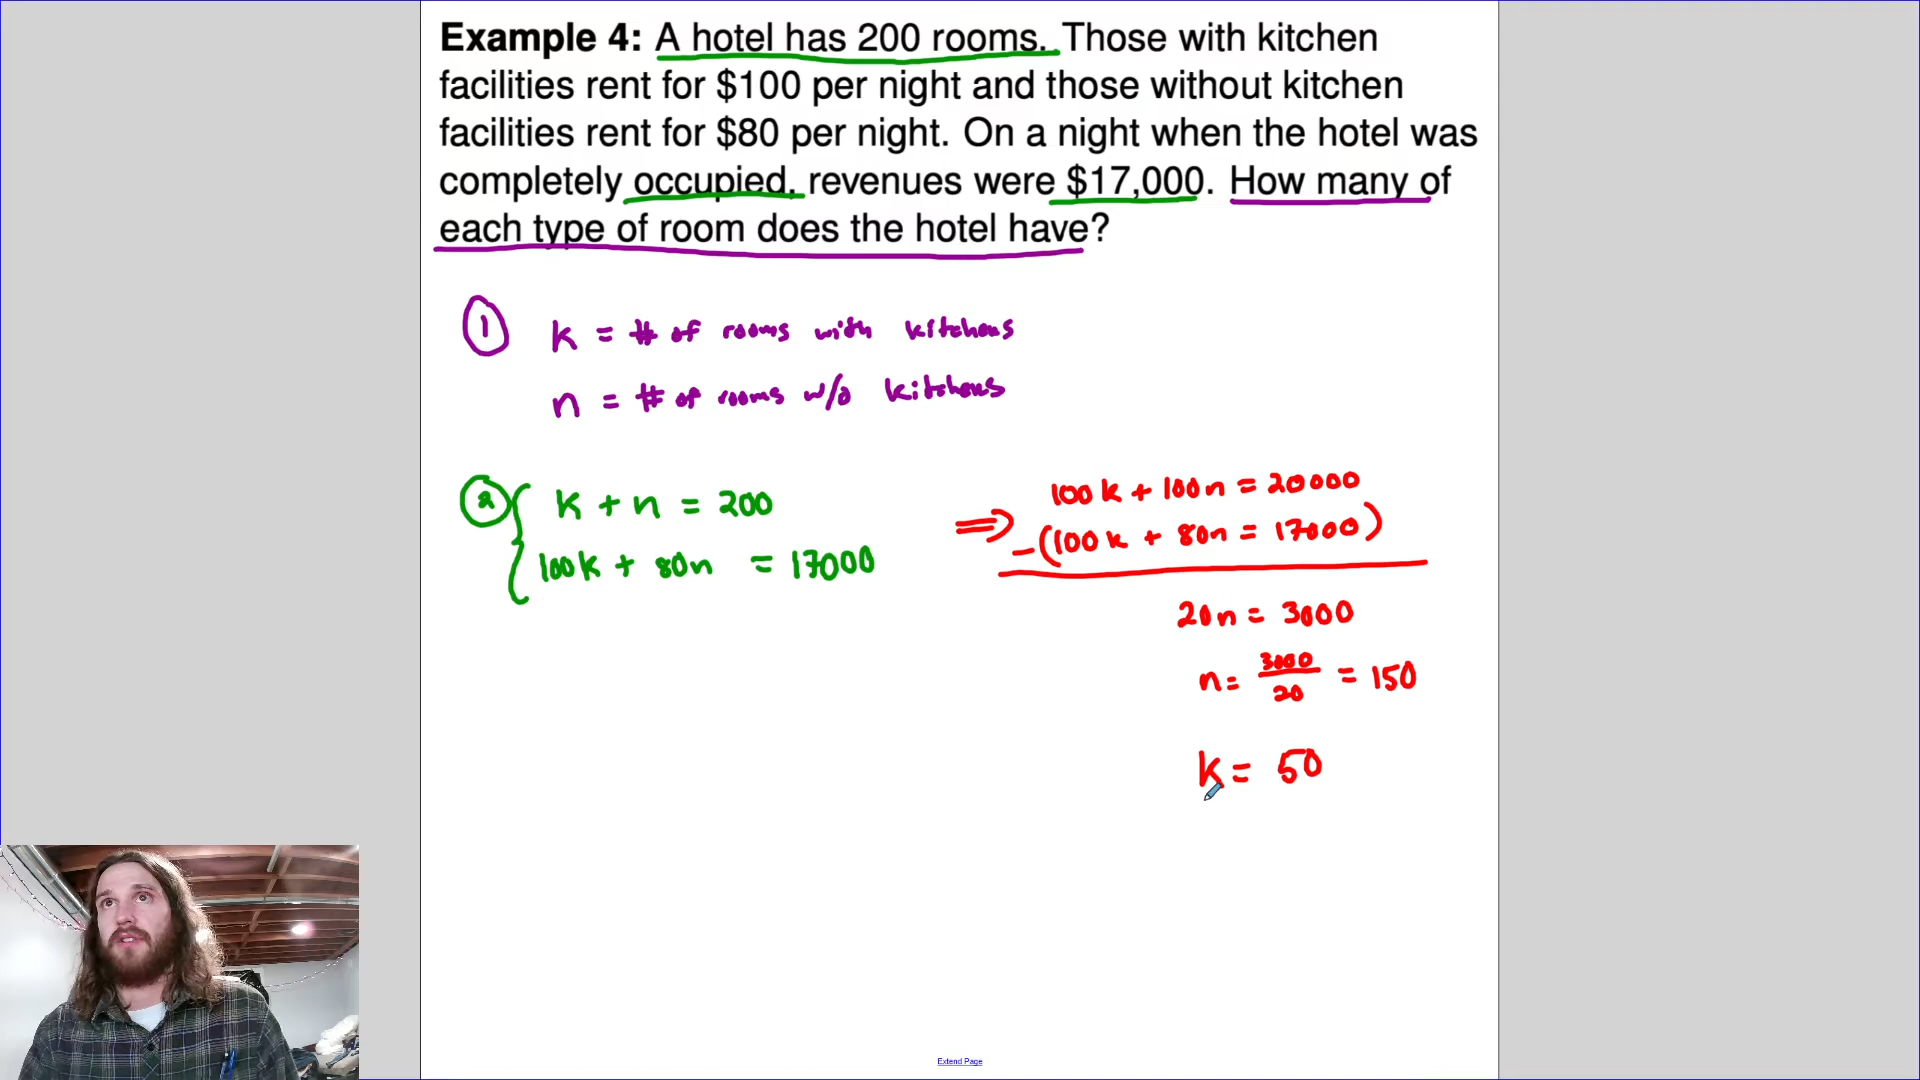 Example 4: A hotel has 200 rooms. Those with kitchen
facilities rent for $100 per night and those without kitchen
facilities rent for $80 per night. On a night when the hotel was
completely occupied, revenues were $17,000. How many of
each type of room does the hotel have?
1 k = # of rooms with kitchens
n = # of rooms w/o kitchens
2 { k + n = 200
100k + 80n = 17000
⇒ 100k + 100n = 20000
-(100k + 80n = 17000)
20n = 3000
n = 3000/20 = 150
k = 50
Extend Page